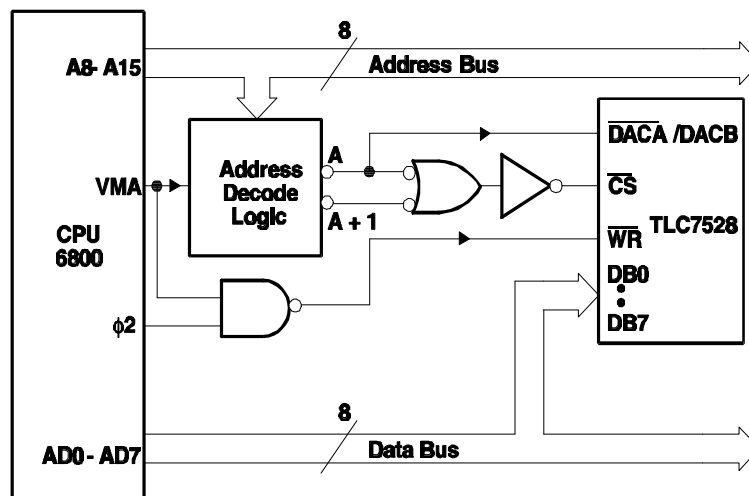 8
A8- A15
Address Bus
A
DACA /DACB
Address
Decode
Logic
VMA
CS
A + 1
TLC7528
CPU
6800
WR
DB0
DB7
ϕ2
8
AD0 - AD7
Data Bus